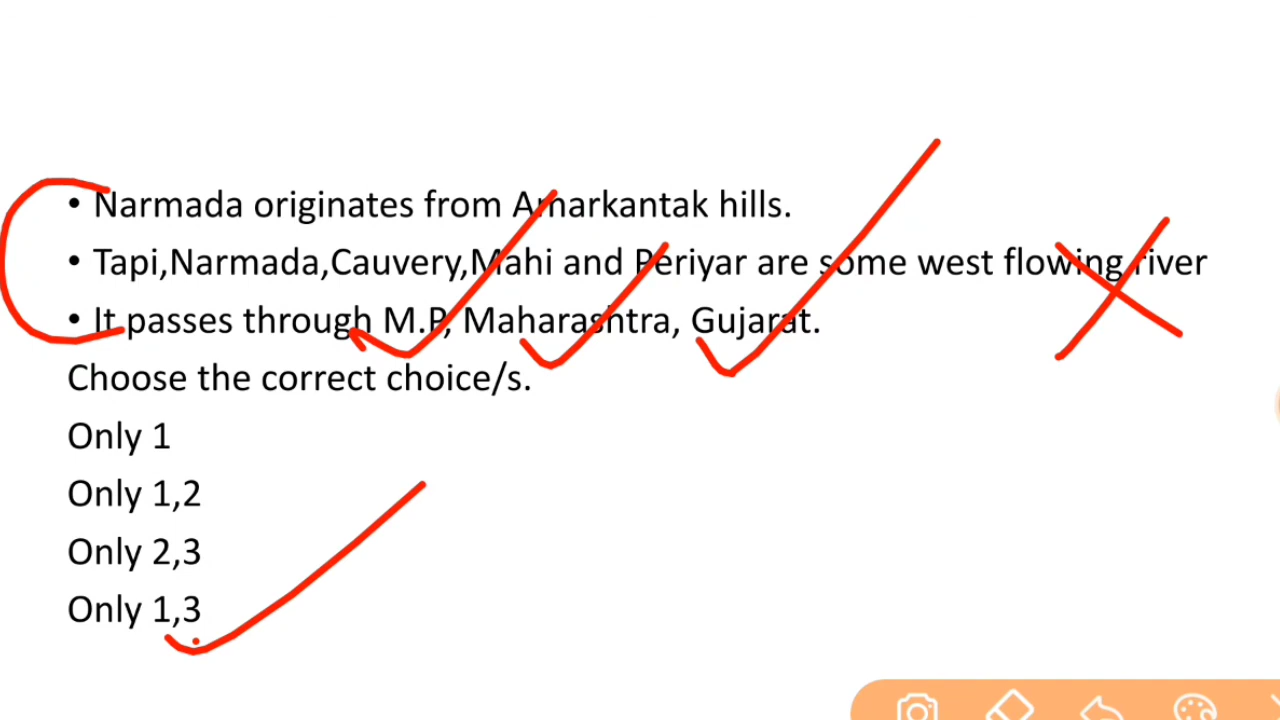 • Narmada originates from Amarkantak hills.
• Tapi,Narmada,Cauvery,Mahi and Periyar are some west flowing river
• It passes through M.P, Maharashtra, Gujarat.
Choose the correct choice/s.
Only 1
Only 1,2
Only 2,3
Only 1,3